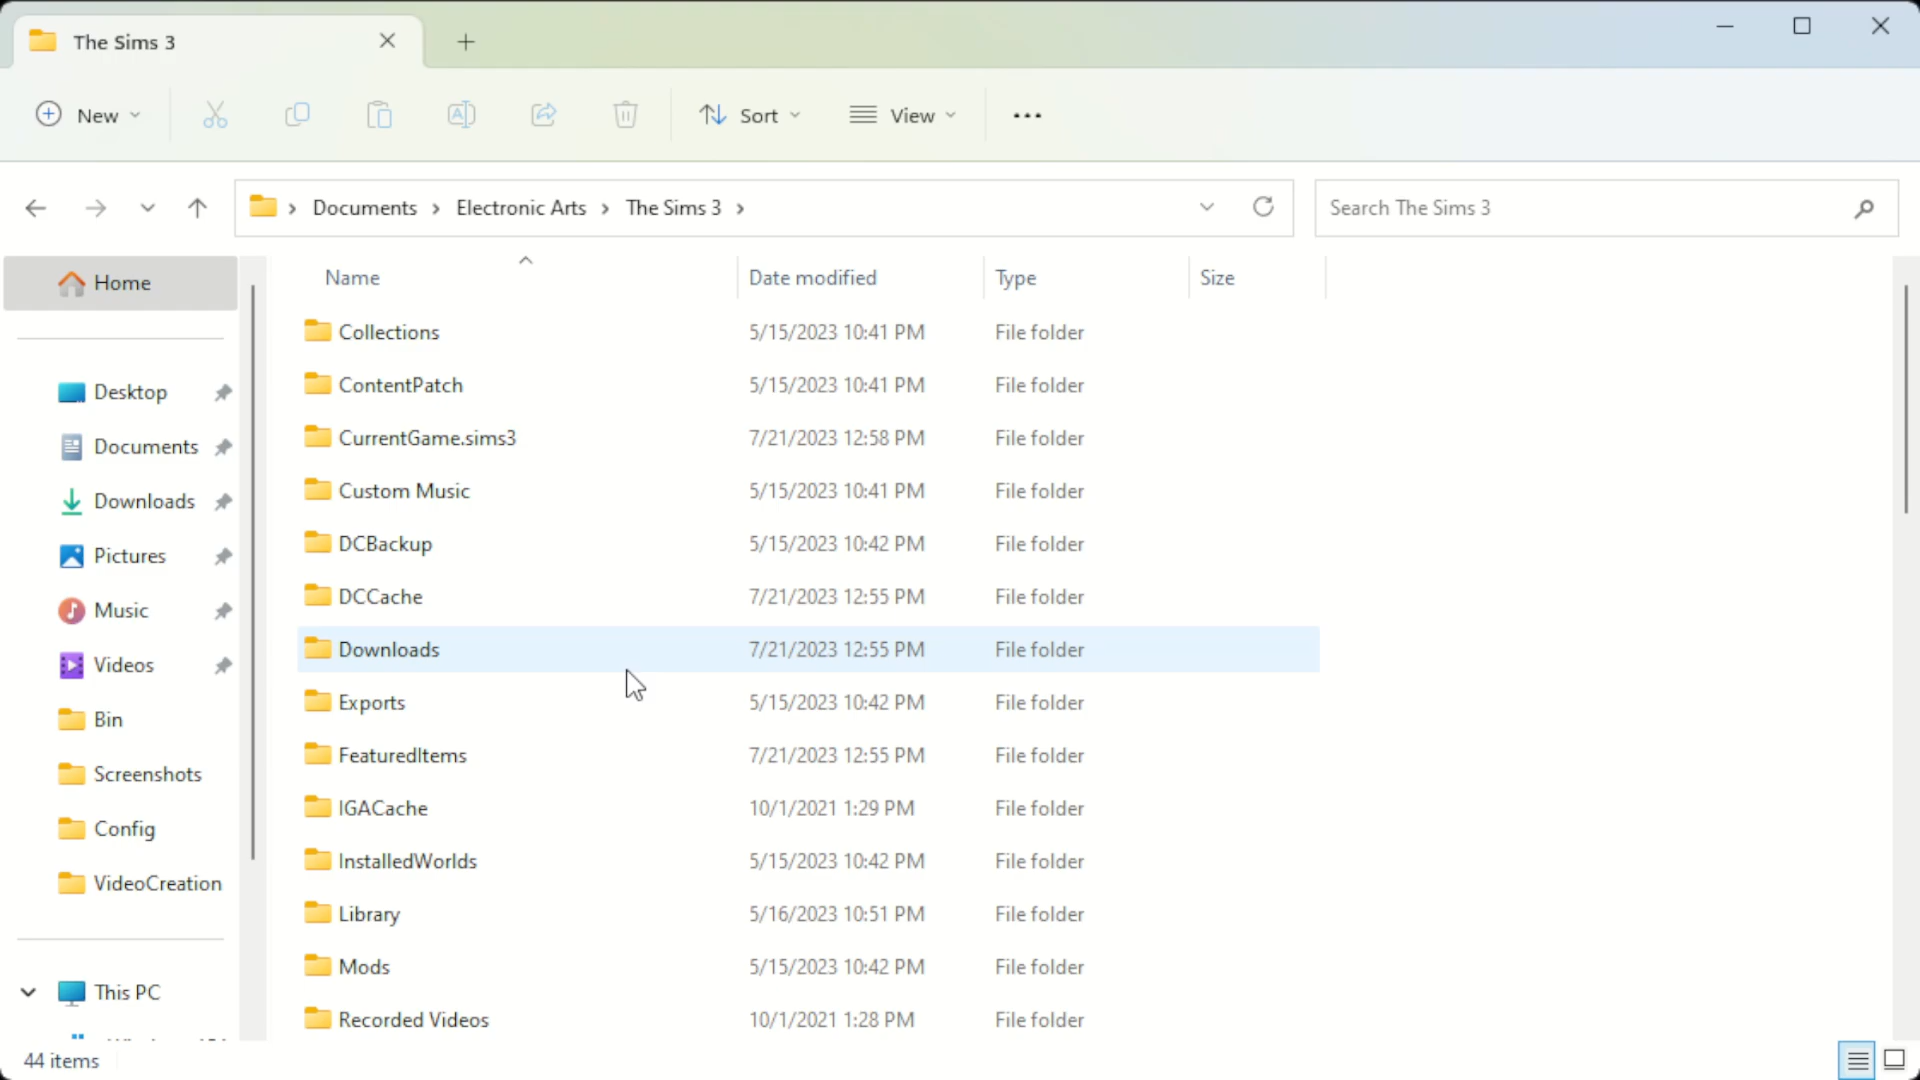 The Sims 3
New
Sort
View
Documents > Electronic Arts > The Sims 3 >
Search The Sims 3
Home
Desktop
Documents
Downloads
Pictures
Music
Videos
Bin
Screenshots
Config
VideoCreation
This PC
Name Date modified Type Size
Collections 5/15/2023 10:41 PM File folder
ContentPatch 5/15/2023 10:41 PM File folder
CurrentGame.sims3 7/21/2023 12:58 PM File folder
Custom Music 5/15/2023 10:41 PM File folder
DCBackup 5/15/2023 10:42 PM File folder
DCCache 7/21/2023 12:55 PM File folder
Downloads 7/21/2023 12:55 PM File folder
Exports 5/15/2023 10:42 PM File folder
FeaturedItems 7/21/2023 12:55 PM File folder
IGACache 10/1/2021 1:29 PM File folder
InstalledWorlds 5/15/2023 10:42 PM File folder
Library 5/16/2023 10:51 PM File folder
Mods 5/15/2023 10:42 PM File folder
Recorded Videos 10/1/2021 1:28 PM File folder
44 items